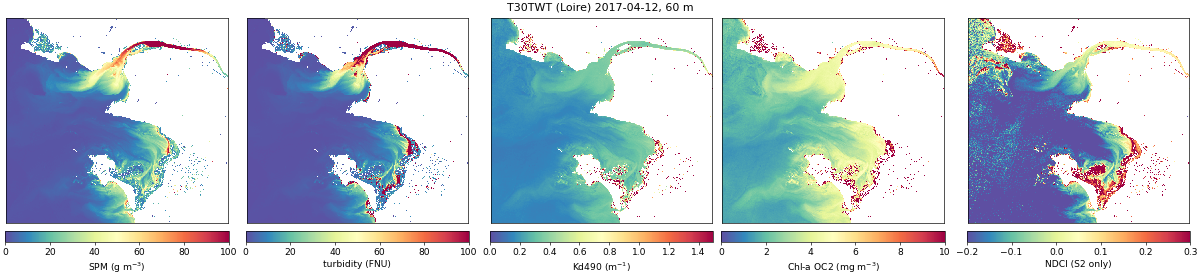 T30TWT (Loire) 2017-04-12, 60 m
0 20 40 60 80 100
SPM (g m⁻³)
0 20 40 60 80 100
turbidity (FNU)
0.0 0.2 0.4 0.6 0.8 1.0 1.2 1.4
Kd490 (m⁻¹)
0 2 4 6 8 10
Chl-a OC2 (mg m⁻³)
−0.2 −0.1 0.0 0.1 0.2 0.3
NDCI (S2 only)